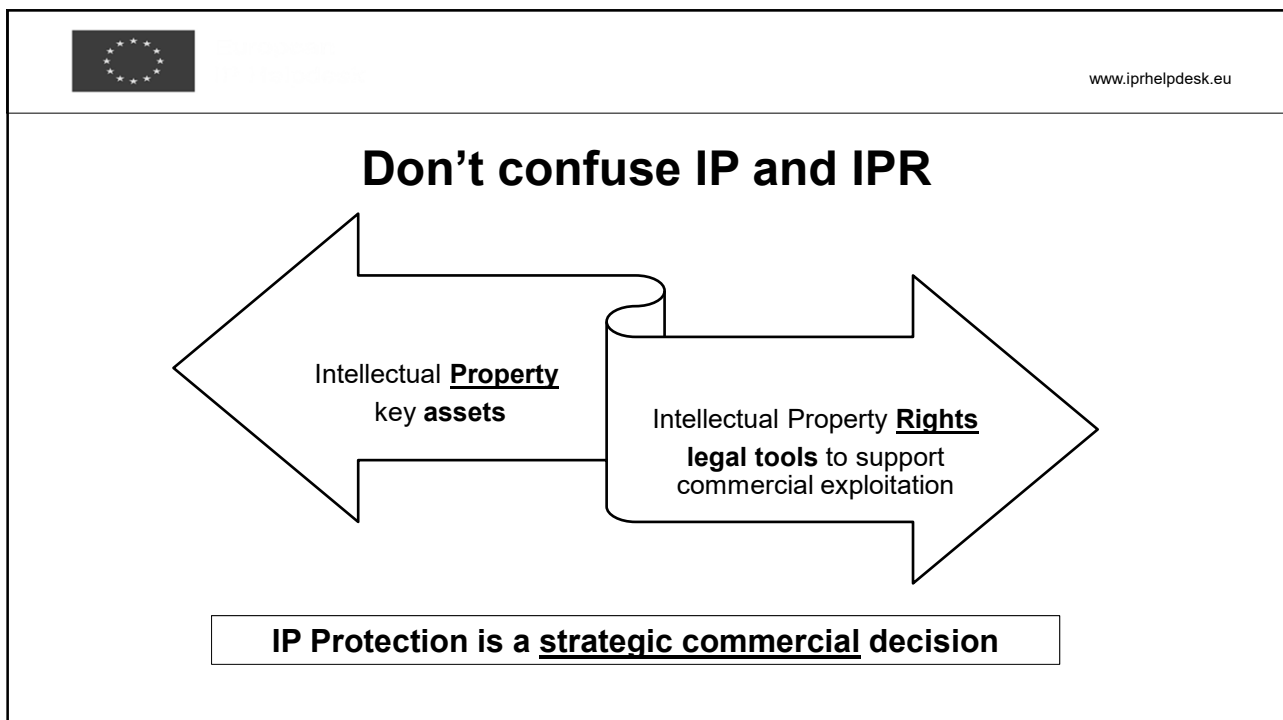 www.iprhelpdesk.eu
Don’t confuse IP and IPR
Intellectual Property
key assets
Intellectual Property Rights
legal tools to support
commercial exploitation
IP Protection is a strategic commercial decision